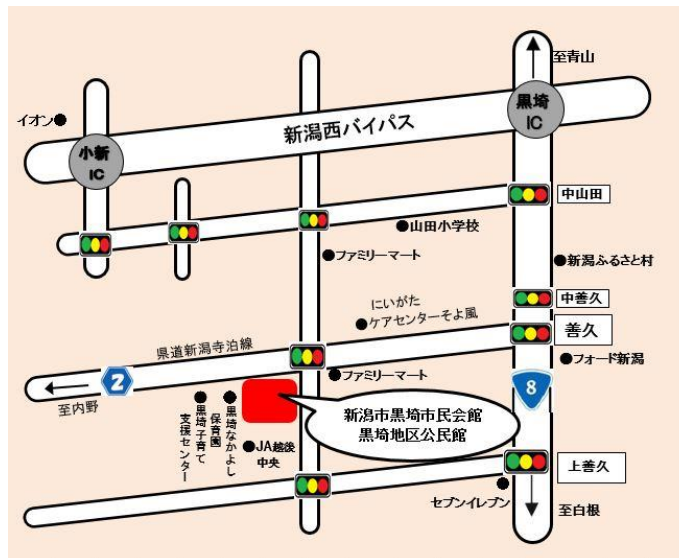 至青山
イオン
黒埼
IC
新潟西バイパス
小新
IC
中山田
山田小学校
ファミリーマート
新潟ふるさと村
中善久
にいがた
ケアセンターそよ風
善久
県道新潟寺泊線
フォード新潟
2
ファミリーマート
8
至内野
新潟市黒埼市民会館
黒埼地区公民館
黒埼なかよし
保育園
黒埼子育て
支援センター
JA越後
中央
上善久
セブンイレブン
至白根